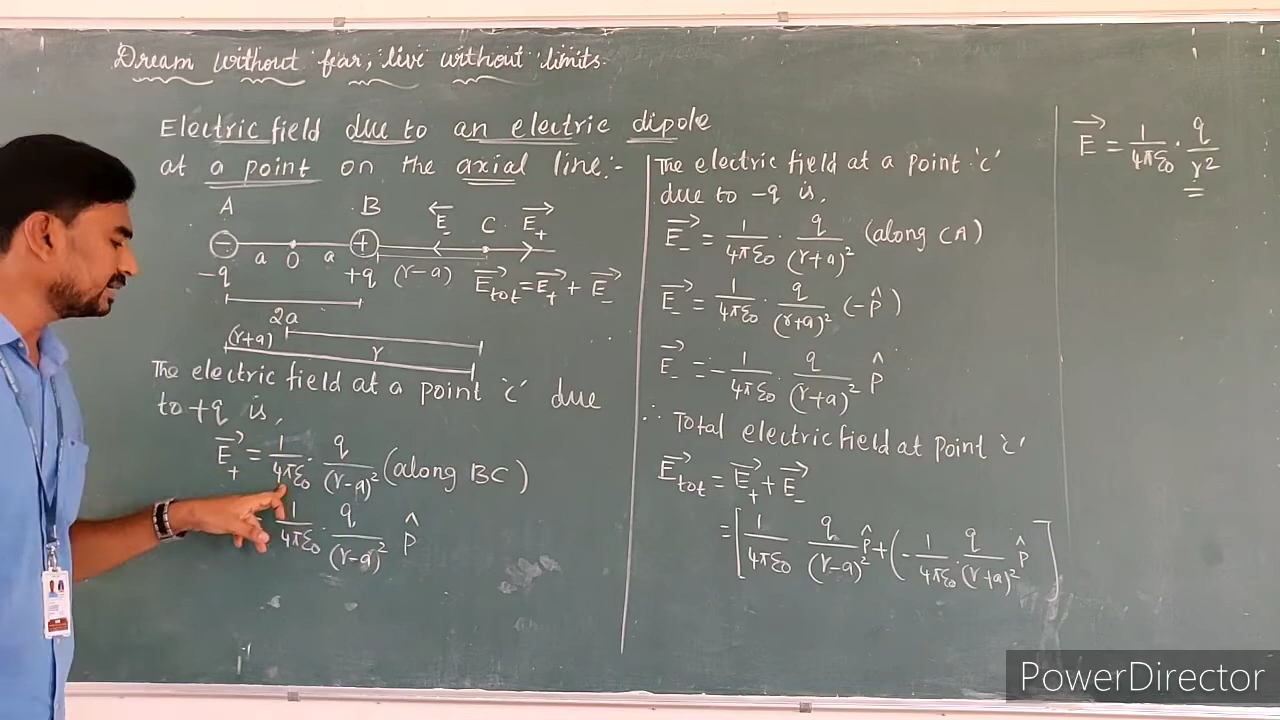 Dream without fear, live without limits.
Electric field due to an electric dipole
at a point on the axial line:-
A B E₋→ C E₊→
− a O a +
-q +q (r-a) E→tot = E₊→ + E₋→
2a
(r+a) r
The electric field at a point 'c' due
to +q is,
E₊→ = 1/4πε₀ · q/(r-a)² (along BC)
1/4πε₀ · q/(r-a)² p̂
The electric field at a point 'c'
due to -q is,
E₋→ = 1/4πε₀ · q/(r+a)² (along CA)
E₋→ = 1/4πε₀ · q/(r+a)² (-p̂)
E₋→ = -1/4πε₀ · q/(r+a)² p̂
∴ Total electric field at point 'c'
E→tot = E₊→ + E₋→
= [1/4πε₀ q/(r-a)² p̂ + (-1/4πε₀ · q/(r+a)² p̂]
E→ = 1/4πε₀ · q/r²
PowerDirector